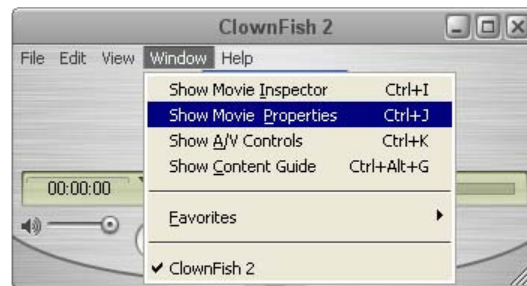 ClownFish 2
File Edit View Window Help
Show Movie Inspector Ctrl+I
Show Movie Properties Ctrl+J
Show A/V Controls Ctrl+K
Show Content Guide Ctrl+Alt+G
00:00:00
Favorites
✔ ClownFish 2